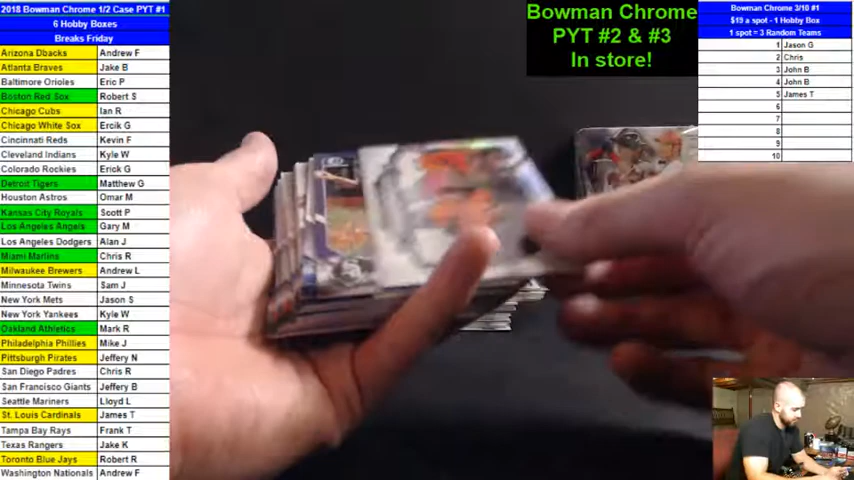 2018 Bowman Chrome 1/2 Case PYT #1
6 Hobby Boxes
Breaks Friday
Arizona Dbacks Andrew F
Atlanta Braves Jake B
Baltimore Orioles Eric P
Boston Red Sox Robert S
Chicago Cubs Ian R
Chicago White Sox Ercik G
Cincinnati Reds Kevin F
Cleveland Indians Kyle W
Colorado Rockies Erick G
Detroit Tigers Matthew G
Houston Astros Omar M
Kansas City Royals Scott P
Los Angeles Angels Gary M
Los Angeles Dodgers Alan J
Miami Marlins Chris R
Milwaukee Brewers Andrew L
Minnesota Twins Sam J
New York Mets Jason S
New York Yankees Kyle W
Oakland Athletics Mark R
Philadelphia Phillies Mike J
Pittsburgh Pirates Jeffery N
San Diego Padres Chris R
San Francisco Giants Jeffery B
Seattle Mariners Lloyd L
St. Louis Cardinals James T
Tampa Bay Rays Frank T
Texas Rangers Jake K
Toronto Blue Jays Robert R
Washington Nationals Andrew F
Bowman Chrome
PYT #2 & #3
In store!
Bowman Chrome 3/10 #1
$19 a spot - 1 Hobby Box
1 spot = 3 Random Teams
1 Jason G
2 Chris
3 John B
4 John B
5 James T
6
7
8
9
10